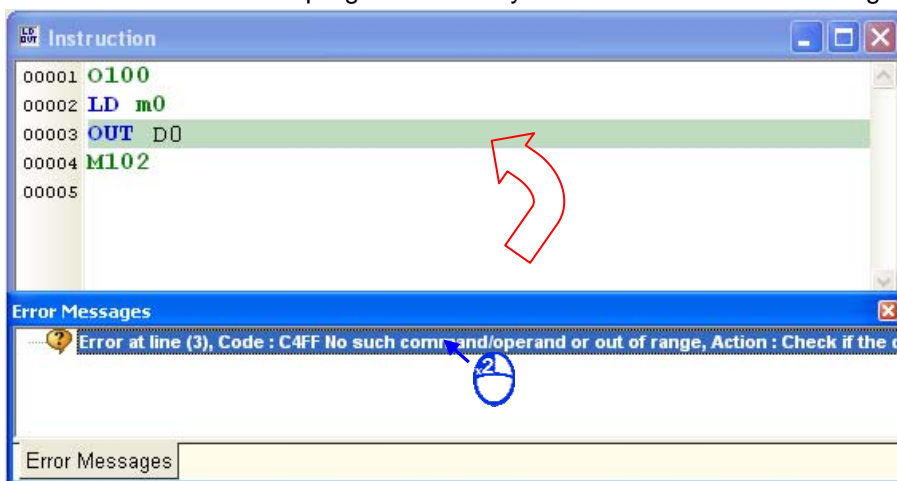 Instruction
00001 O100
00002 LD m0
00003 OUT D0
00004 M102
00005
Error Messages
Error at line (3), Code : C4FF No such command/operand or out of range, Action : Check if the
x2
Error Messages